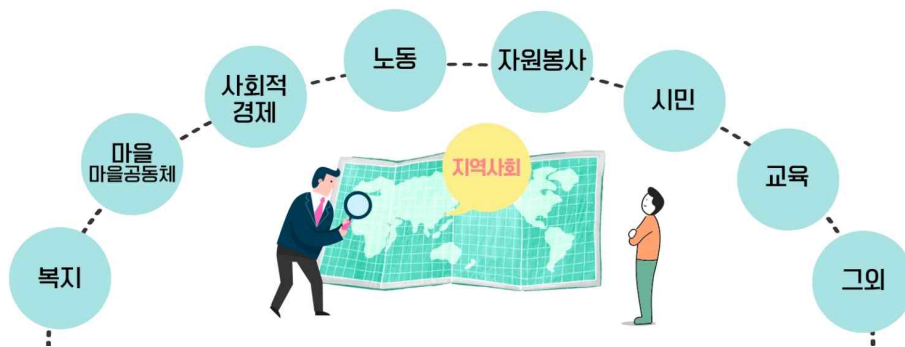 노동
자원봉사
사회적
경제
시민
마을
마을공동체
지역사회
교육
복지
그외